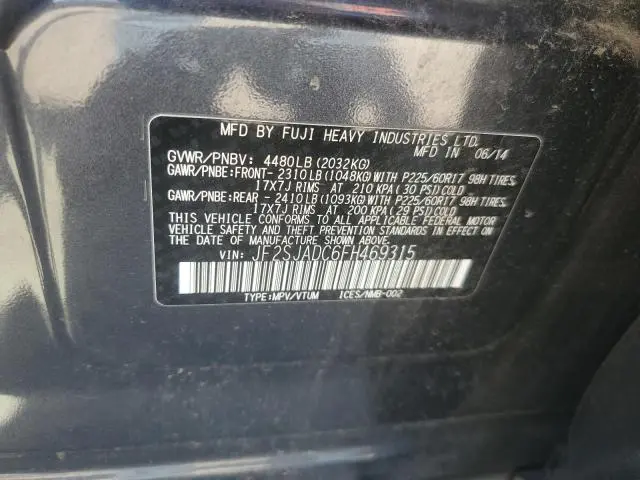 MFD BY FUJI HEAVY INDUSTRIES LTD.
MFD IN 06/14
GVWR/PNBV: 4480LB (2032KG)
GAWR/PNBE:FRONT- 2310LB (1048KG) WITH P225/60R17 98H TIRES,
17X7J RIMS AT 210 KPA (30 PSI) COLD
GAWR/PNBE:REAR - 2410LB (1093KG) WITH P225/60R17 98H TIRES,
17X7J RIMS AT 200 KPA (29 PSI) COLD
THIS VEHICLE CONFORMS TO ALL APPLICABLE FEDERAL MOTOR
VEHICLE SAFETY AND THEFT PREVENTION STANDARDS IN EFFECT
ON THE DATE OF MANUFACTURE SHOWN ABOVE.
VIN: JF2SJADC6FH469315
TYPE:MPV/VTUM ICES/NMB-002